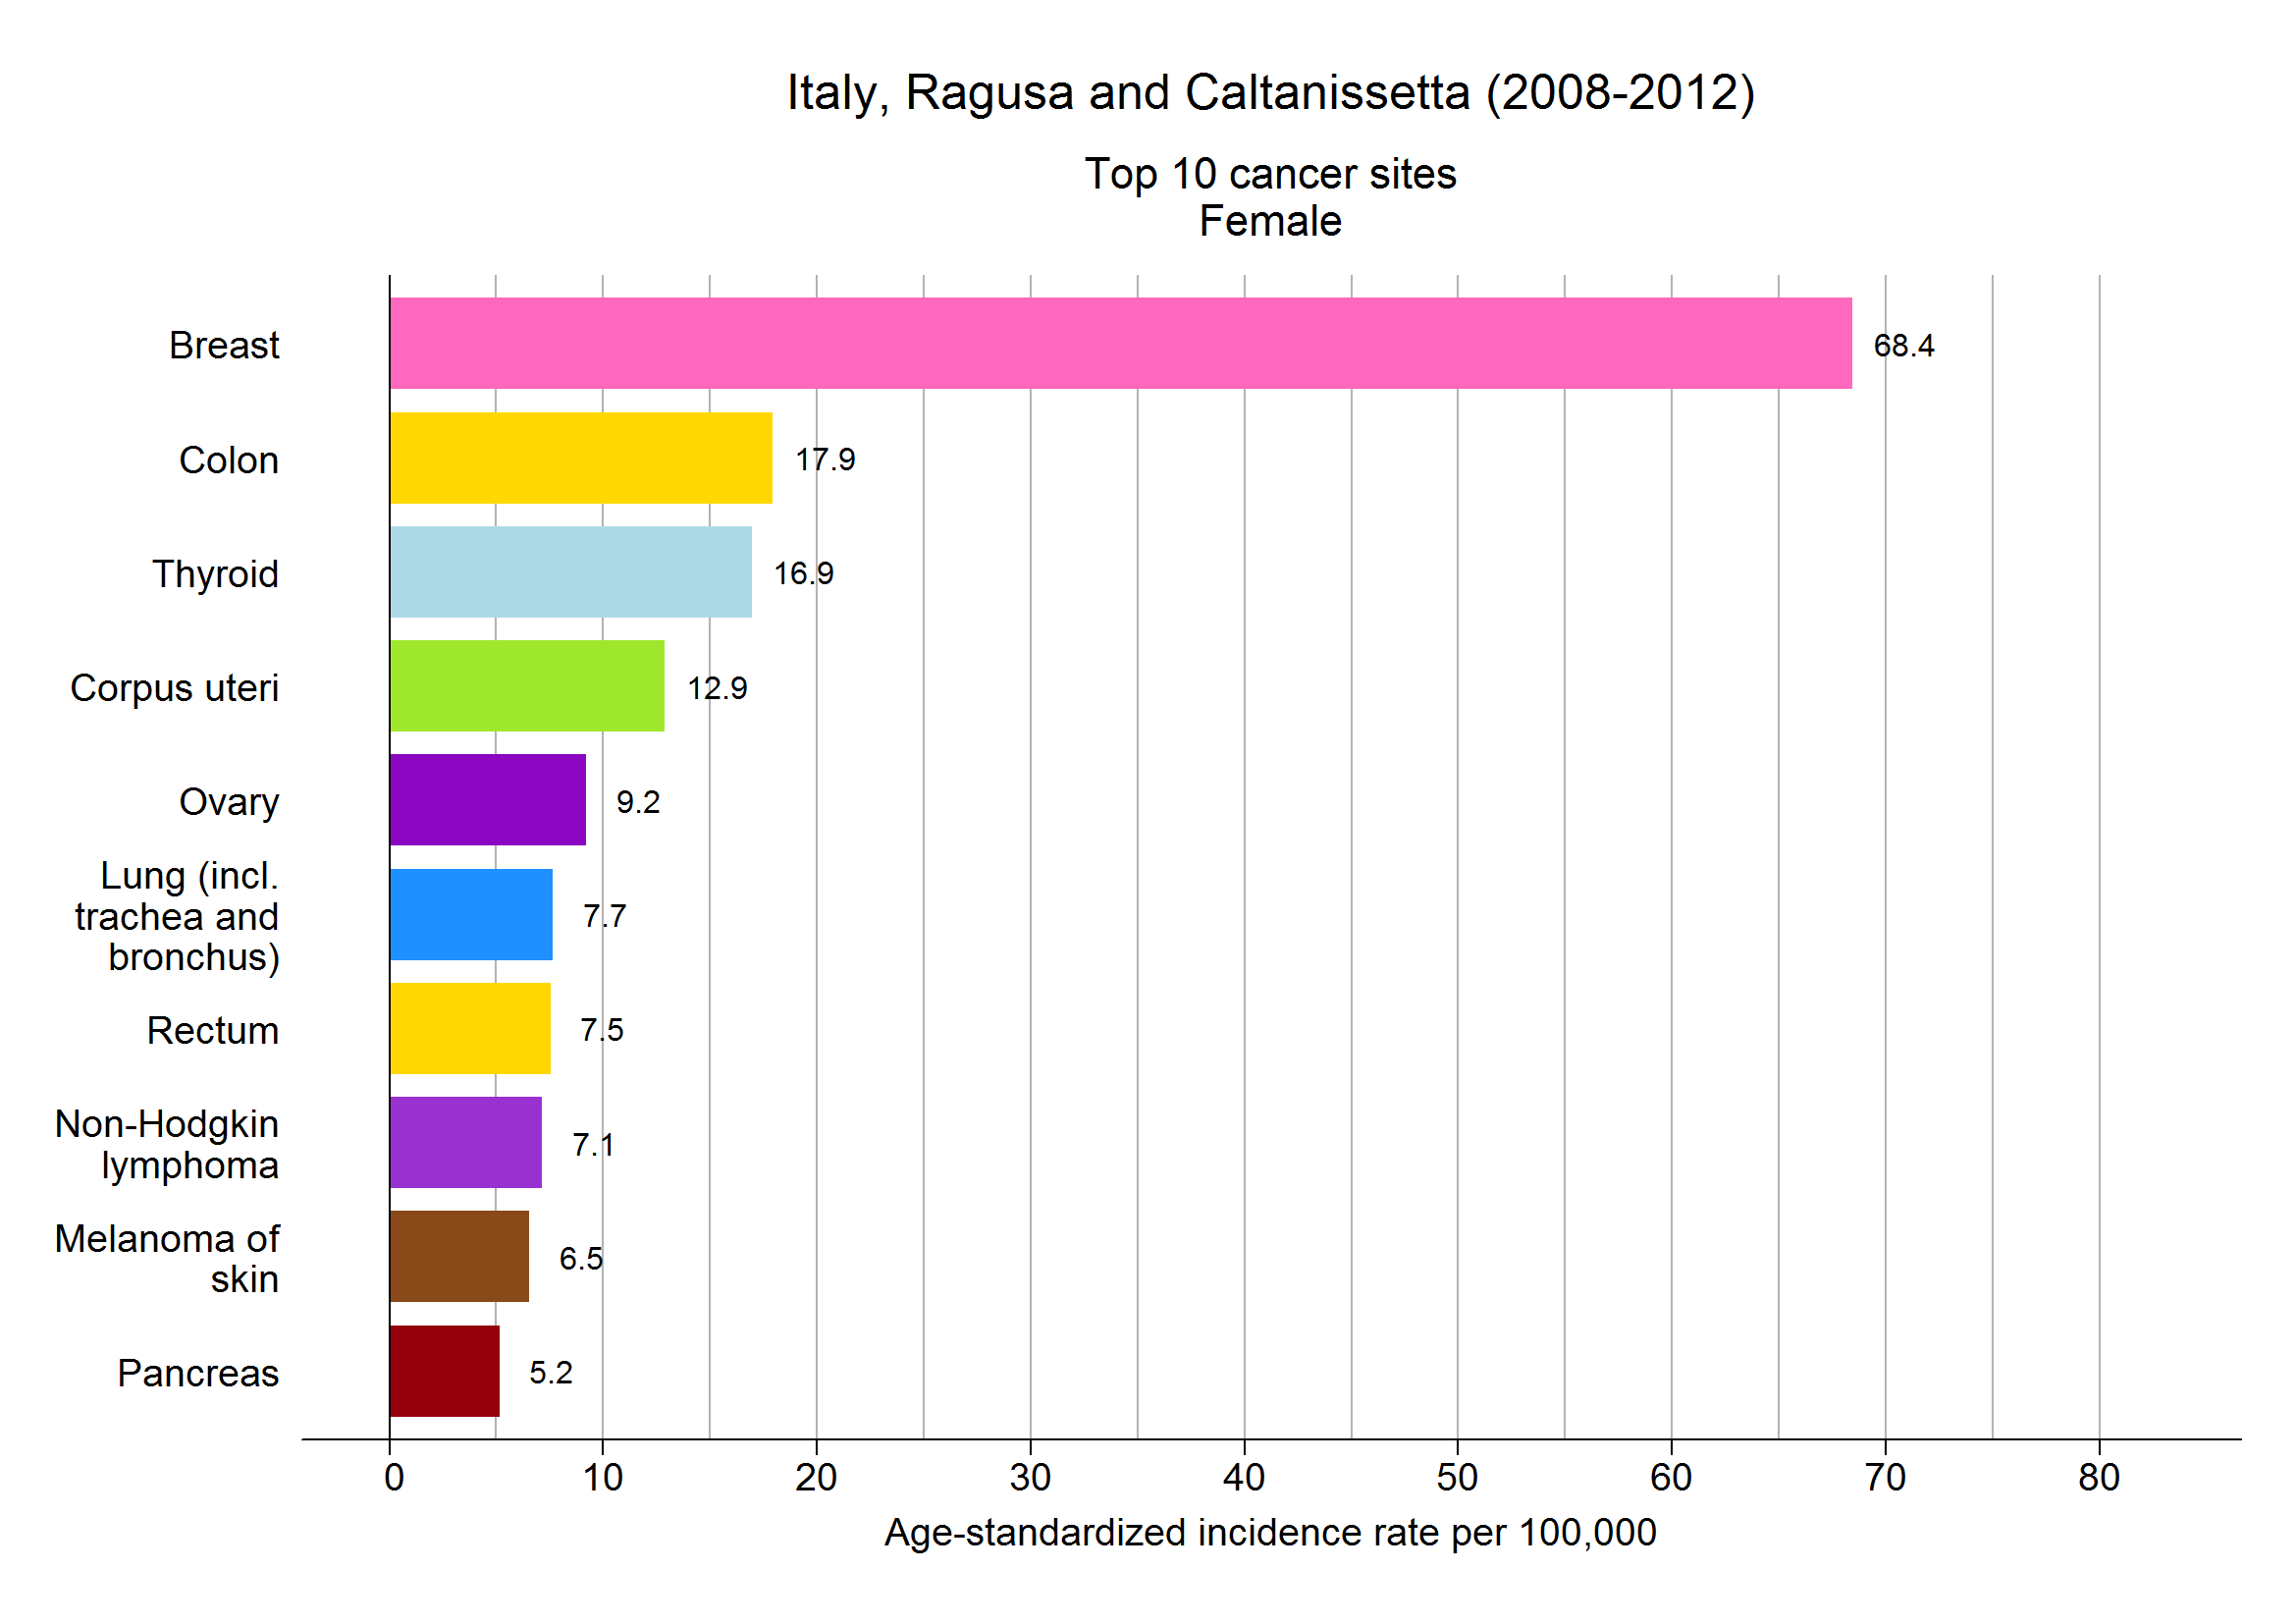 Italy, Ragusa and Caltanissetta (2008-2012)
Top 10 cancer sites
Female
Breast
68.4
Colon
17.9
Thyroid
16.9
Corpus uteri
12.9
Ovary
9.2
Lung (incl.
trachea and
bronchus)
7.7
Rectum
7.5
Non-Hodgkin
lymphoma
7.1
Melanoma of
skin
6.5
Pancreas
5.2
0 10 20 30 40 50 60 70 80
Age-standardized incidence rate per 100,000